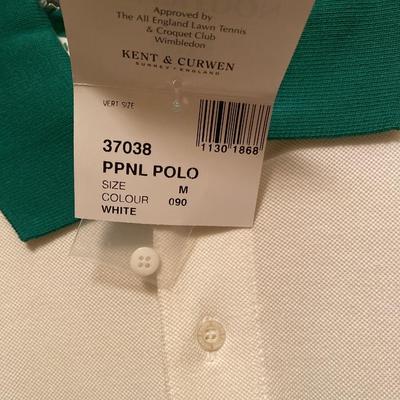 Approved by
The All England Lawn Tennis
& Croquet Club
Wimbledon
KENT & CURWEN
SURREY • ENGLAND
VERT SIZE
37038
PPNL POLO
SIZE M
COLOUR 090
WHITE
1130 1868